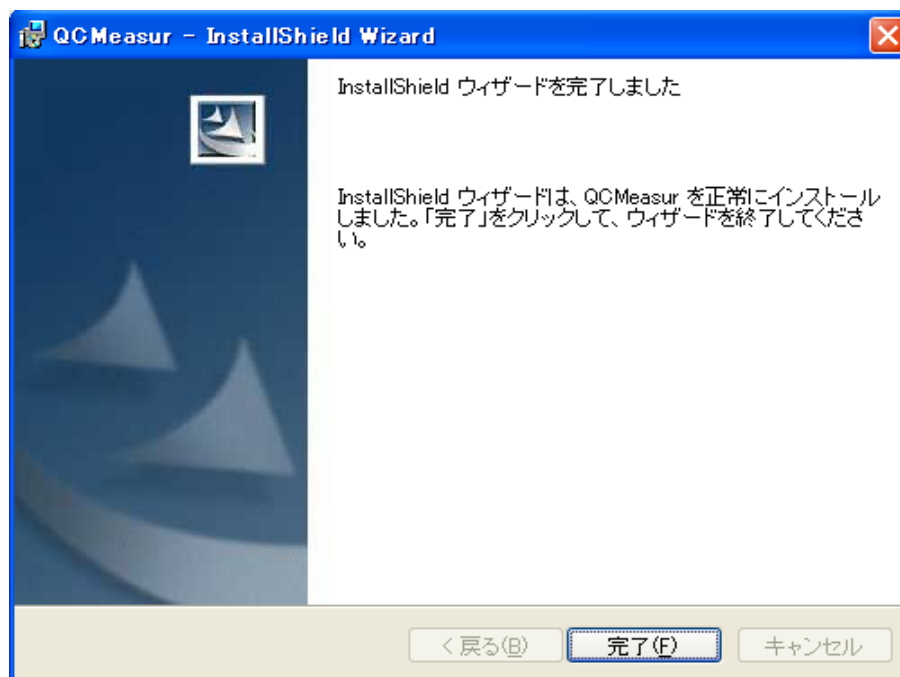 QCMeasur - InstallShield Wizard
InstallShield ウィザードを完了しました
InstallShield ウィザードは、QCMeasur を正常にインストール
しました。「完了」をクリックして、ウィザードを終了してくださ
い。
< 戻る(B)
完了(F)
キャンセル